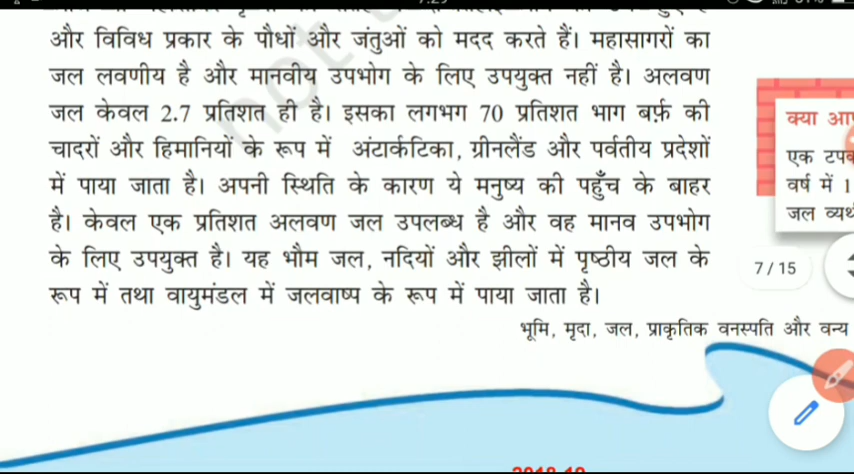 और विविध प्रकार के पौधों और जंतुओं को मदद करते हैं। महासागरों का
जल लवणीय है और मानवीय उपभोग के लिए उपयुक्त नहीं है। अलवण
जल केवल 2.7 प्रतिशत ही है। इसका लगभग 70 प्रतिशत भाग बर्फ़ की
चादरों और हिमानियों के रूप में अंटार्कटिका, ग्रीनलैंड और पर्वतीय प्रदेशों
में पाया जाता है। अपनी स्थिति के कारण ये मनुष्य की पहुँच के बाहर
है। केवल एक प्रतिशत अलवण जल उपलब्ध है और वह मानव उपभोग
के लिए उपयुक्त है। यह भौम जल, नदियों और झीलों में पृष्ठीय जल के
रूप में तथा वायुमंडल में जलवाष्प के रूप में पाया जाता है।
क्या
एक
वर्ष में 1
जल
7 / 15
भूमि, मृदा, जल, प्राकृतिक वनस्पति और वन्य
not